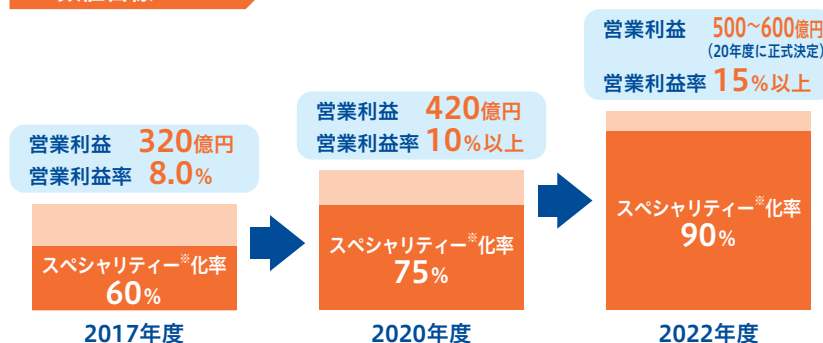 営業利益 320億円
営業利益率 8.0%
スペシャリティー※化率
60%
2017年度
営業利益 420億円
営業利益率 10%以上
スペシャリティー※化率
75%
2020年度
営業利益 500~600億円
(20年度に正式決定)
営業利益率 15%以上
スペシャリティー※化率
90%
2022年度